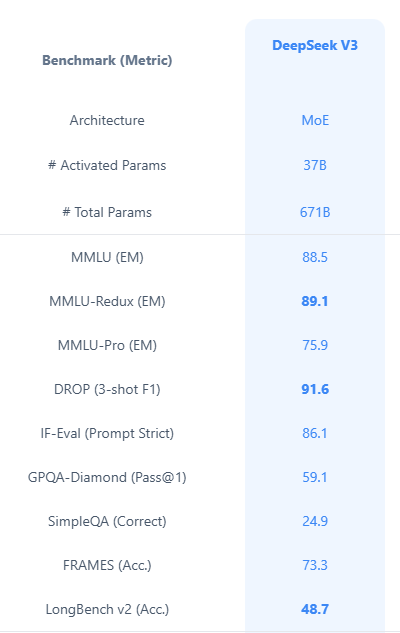 Benchmark (Metric) DeepSeek V3
Architecture MoE
# Activated Params 37B
# Total Params 671B
MMLU (EM) 88.5
MMLU-Redux (EM) 89.1
MMLU-Pro (EM) 75.9
DROP (3-shot F1) 91.6
IF-Eval (Prompt Strict) 86.1
GPQA-Diamond (Pass@1) 59.1
SimpleQA (Correct) 24.9
FRAMES (Acc.) 73.3
LongBench v2 (Acc.) 48.7